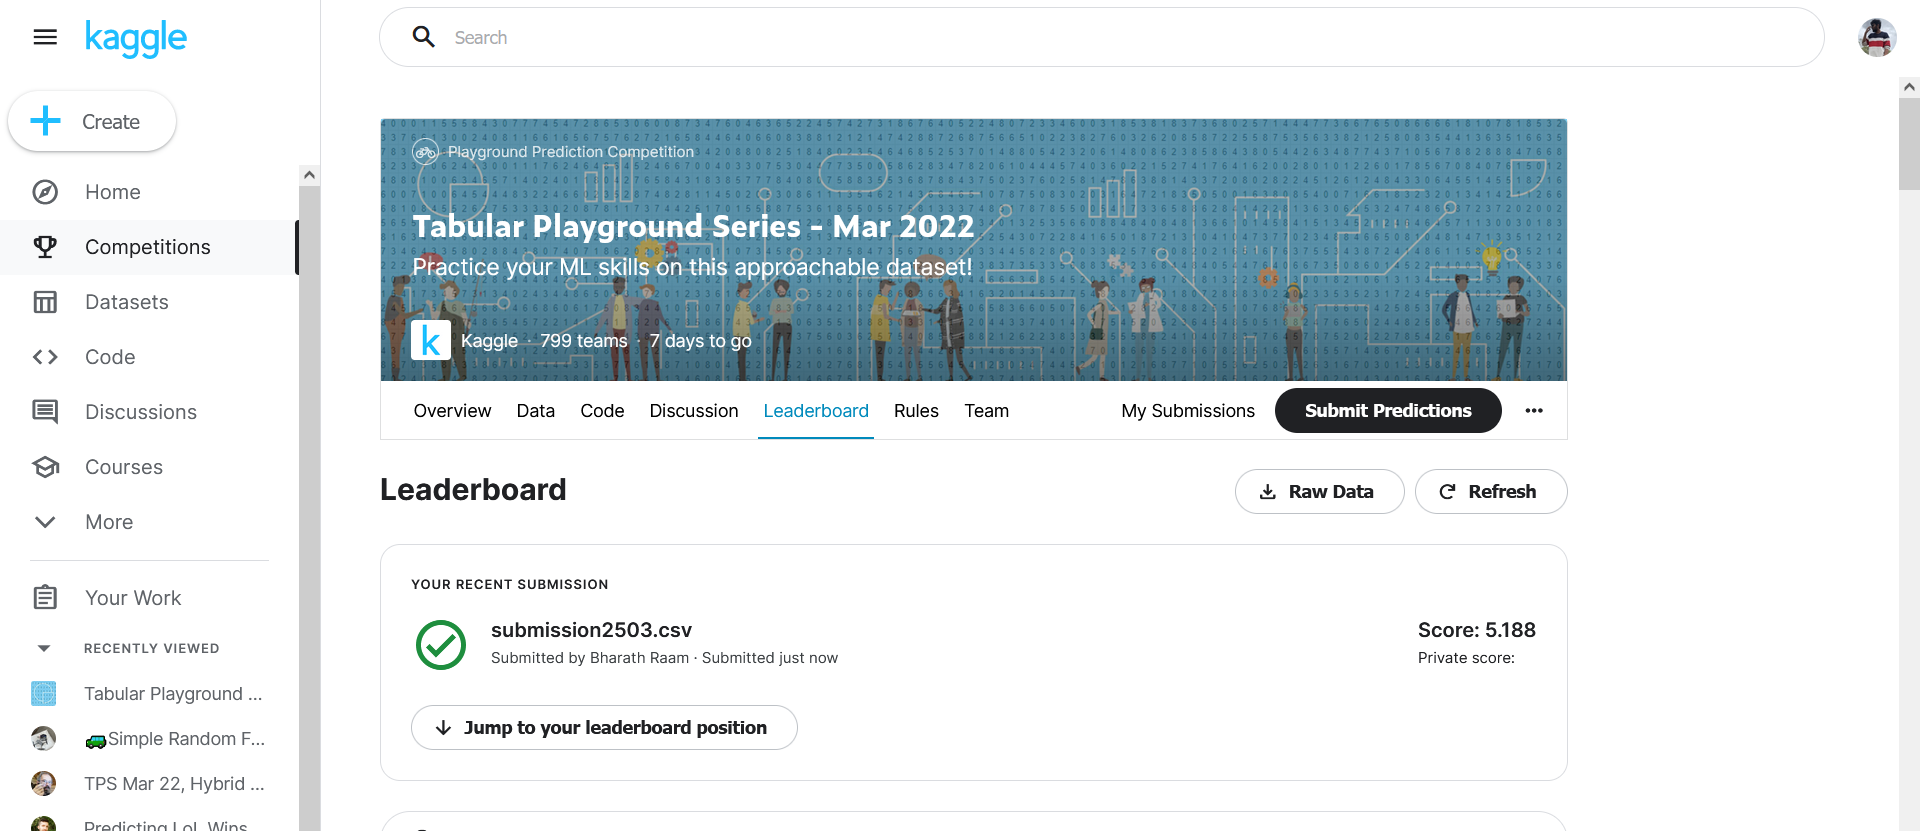 kaggle
Search
Create
Home
Competitions
Datasets
Code
Discussions
Courses
More
Your Work
RECENTLY VIEWED
Tabular Playground ...
Simple Random F...
TPS Mar 22, Hybrid ...
Predicting LoL Wins
Playground Prediction Competition
Tabular Playground Series - Mar 2022
Practice your ML skills on this approachable dataset!
k
Kaggle · 799 teams · 7 days to go
Overview Data Code Discussion Leaderboard Rules Team My Submissions Submit Predictions
Leaderboard
Raw Data
Refresh
YOUR RECENT SUBMISSION
submission2503.csv
Score: 5.188
Submitted by Bharath Raam · Submitted just now
Private score:
Jump to your leaderboard position